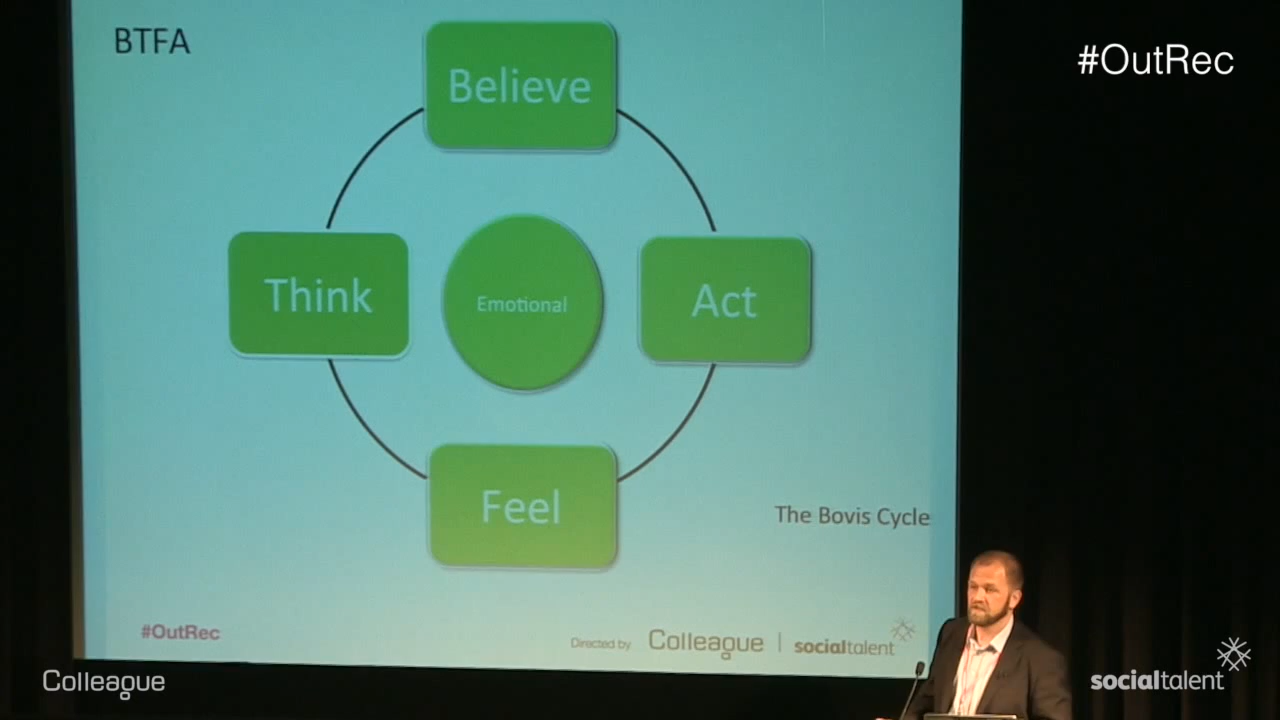 BTFA
#OutRec
Believe
Think
Emotional
Act
Feel
The Bovis Cycle
#OutRec
Directed by Colleague | socialtalent
Colleague
socialtalent